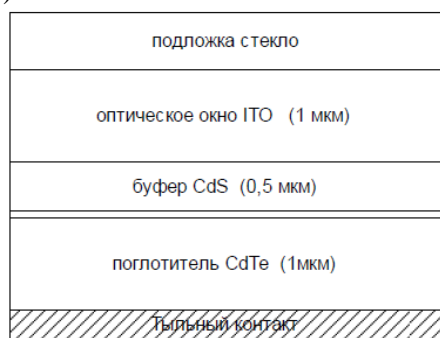 )
подложка стекло
оптическое окно ITO (1 мкм)
буфер CdS (0,5 мкм)
поглотитель CdTe (1мкм)
Тыльный контакт